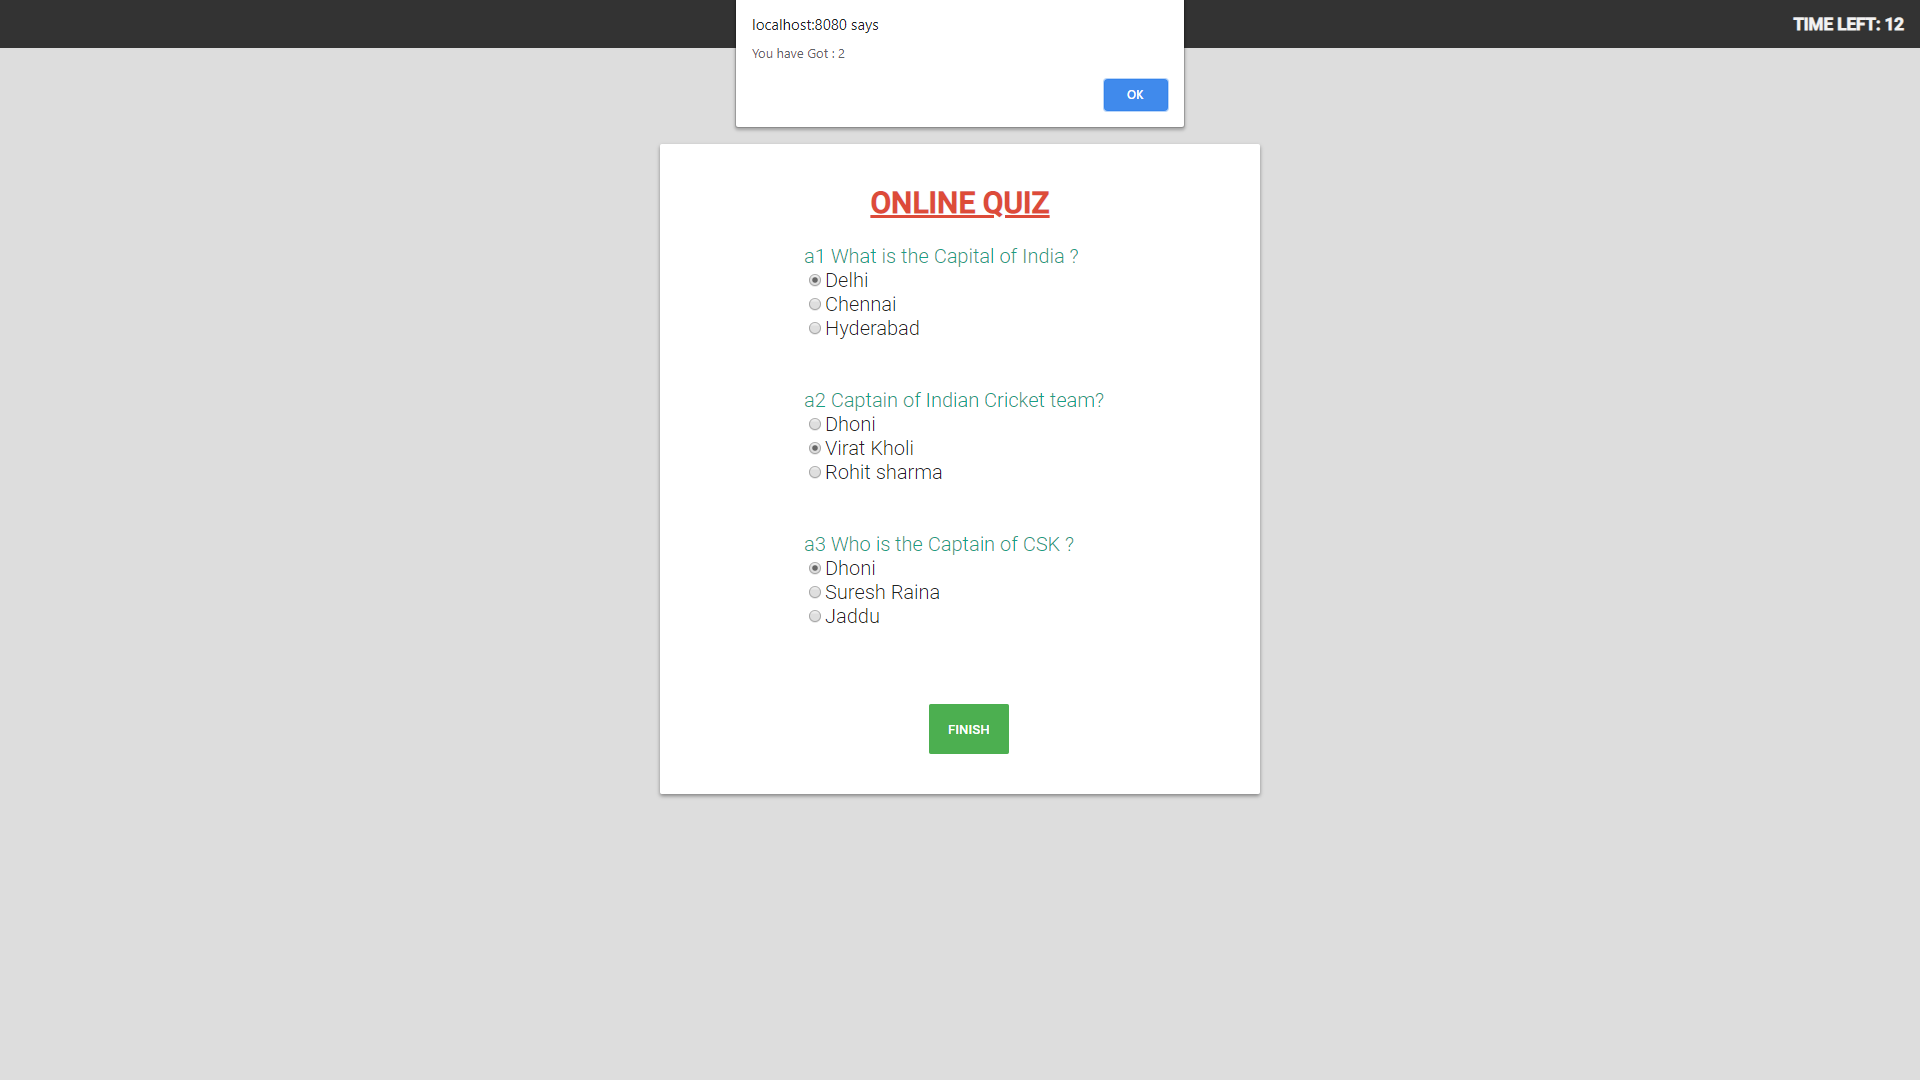 localhost:8080 says
You have Got : 2
OK
TIME LEFT: 12
ONLINE QUIZ
a1 What is the Capital of India ?
Delhi
Chennai
Hyderabad
a2 Captain of Indian Cricket team?
Dhoni
Virat Kholi
Rohit sharma
a3 Who is the Captain of CSK ?
Dhoni
Suresh Raina
Jaddu
FINISH